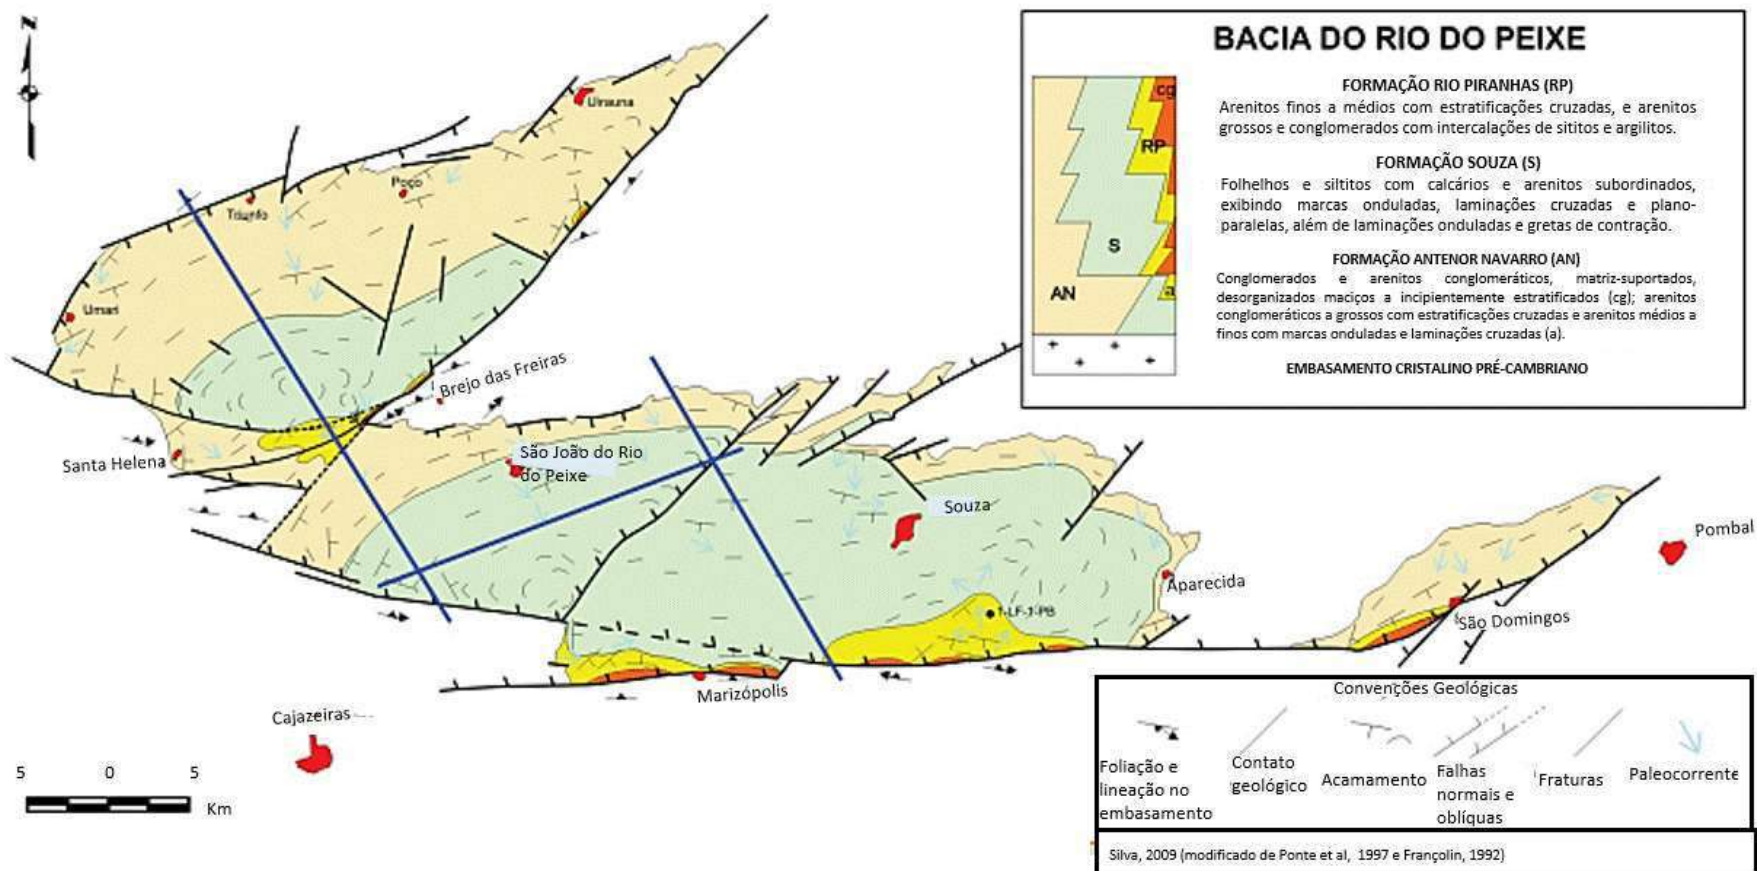 N
BACIA DO RIO DO PEIXE
FORMAÇÃO RIO PIRANHAS (RP)
Arenitos finos a médios com estratificações cruzadas, e arenitos
grossos e conglomerados com intercalações de sititos e argilitos.
FORMAÇÃO SOUZA (S)
Folhelhos e siltitos com calcários e arenitos subordinados,
exibindo marcas onduladas, laminações cruzadas e plano-
paralelas, além de laminações onduladas e gretas de contração.
FORMAÇÃO ANTENOR NAVARRO (AN)
Conglomerados e arenitos conglomeráticos, matriz-suportados,
desorganizados maciços a incipientemente estratificados (cg); arenitos
conglomeráticos a grossos com estratificações cruzadas e arenitos médios a
finos com marcas onduladas e laminações cruzadas (a).
EMBASAMENTO CRISTALINO PRÉ-CAMBRIANO
cg
RP
S
AN
a
Uirauna
Poço
Triunfo
Umari
Brejo das Freiras
Santa Helena
São João do Rio
do Peixe
Souza
Pombal
Aparecida
1-LF-1-PB
São Domingos
Marizópolis
Cajazeiras
5 0 5
Km
Convenções Geológicas
Foliação e
lineação no
embasamento
Contato
geológico
Acamamento
Falhas
normais e
oblíquas
Fraturas
Paleocorrente
Silva, 2009 (modificado de Ponte et al, 1997 e Françolin, 1992)